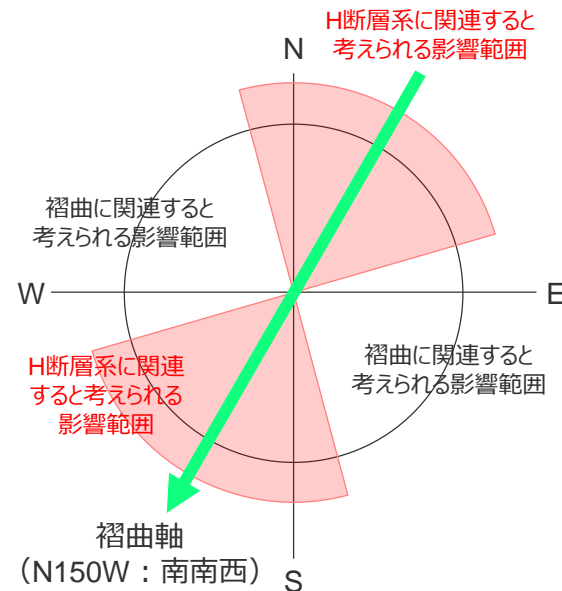 H断層系に関連すると
考えられる影響範囲
N
褶曲に関連すると
考えられる影響範囲
W
E
褶曲に関連すると
考えられる影響範囲
H断層系に関連
すると考えられる
影響範囲
褶曲軸
（N150W：南南西）
S